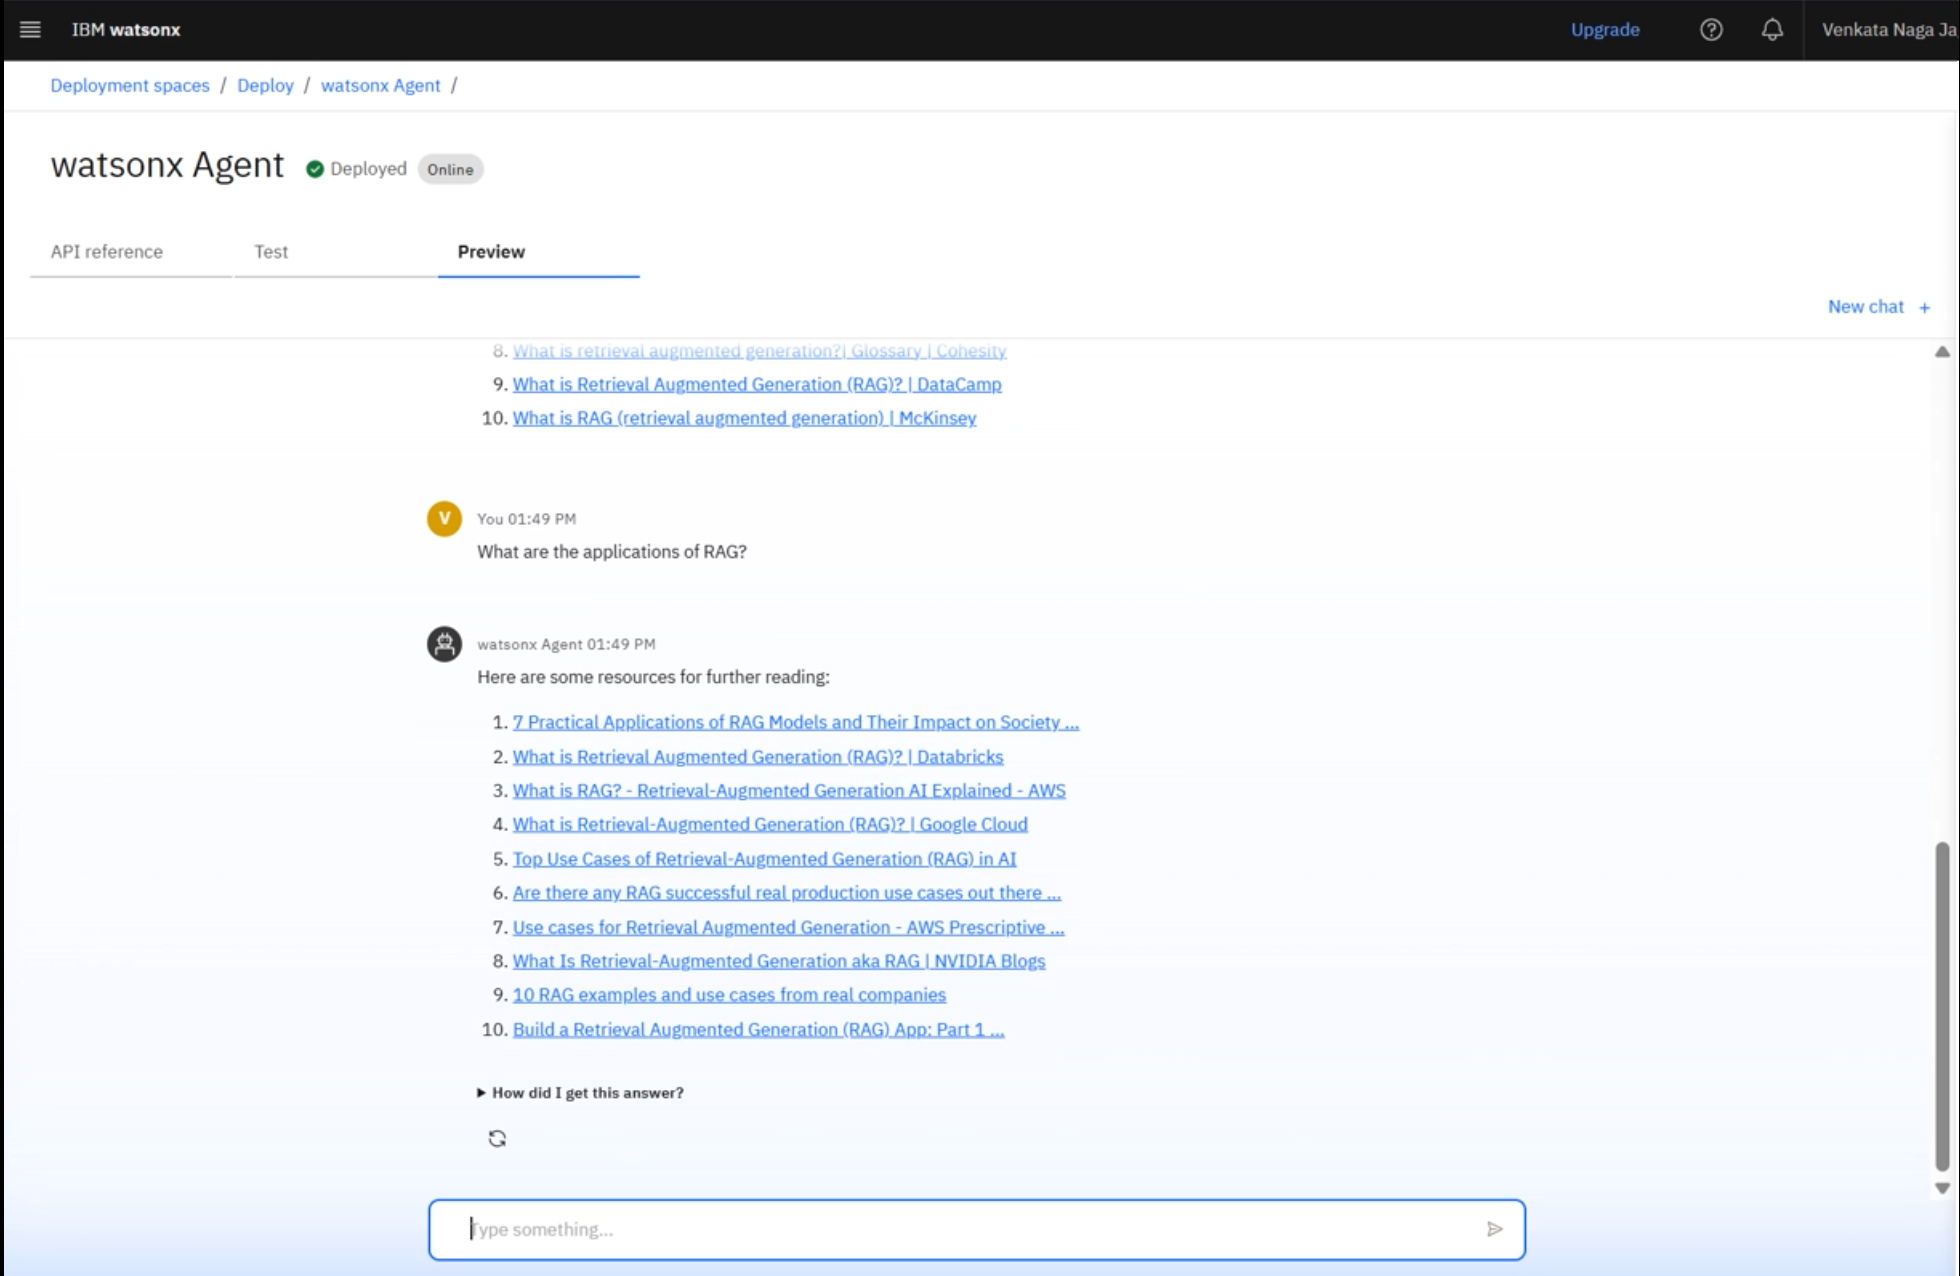 IBM watsonx
Upgrade
Venkata Naga Ja
Deployment spaces / Deploy / watsonx Agent /
watsonx Agent
Deployed
Online
API reference
Test
Preview
New chat +
8. What is retrieval augmented generation?| Glossary | Cohesity
9. What is Retrieval Augmented Generation (RAG)? | DataCamp
10. What is RAG (retrieval augmented generation) | McKinsey
V
You 01:49 PM
What are the applications of RAG?
watsonx Agent 01:49 PM
Here are some resources for further reading:
1. 7 Practical Applications of RAG Models and Their Impact on Society ...
2. What is Retrieval Augmented Generation (RAG)? | Databricks
3. What is RAG? - Retrieval-Augmented Generation AI Explained - AWS
4. What is Retrieval-Augmented Generation (RAG)? | Google Cloud
5. Top Use Cases of Retrieval-Augmented Generation (RAG) in AI
6. Are there any RAG successful real production use cases out there ...
7. Use cases for Retrieval Augmented Generation - AWS Prescriptive ...
8. What Is Retrieval-Augmented Generation aka RAG | NVIDIA Blogs
9. 10 RAG examples and use cases from real companies
10. Build a Retrieval Augmented Generation (RAG) App: Part 1 ...
How did I get this answer?
Type something...